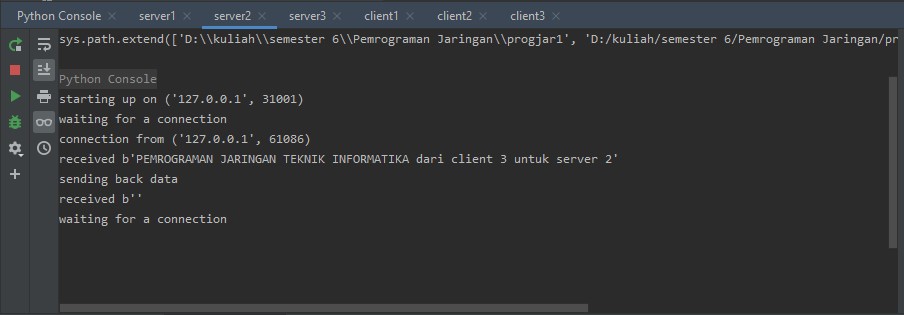 Python Console server1 server2 server3 client1 client2 client3
sys.path.extend(['D:\\kuliah\\semester 6\\Pemrograman Jaringan\\progjar1', 'D:/kuliah/semester 6/Pemrograman Jaringan/pr
Python Console
starting up on ('127.0.0.1', 31001)
waiting for a connection
connection from ('127.0.0.1', 61086)
received b'PEMROGRAMAN JARINGAN TEKNIK INFORMATIKA dari client 3 untuk server 2'
sending back data
received b''
waiting for a connection